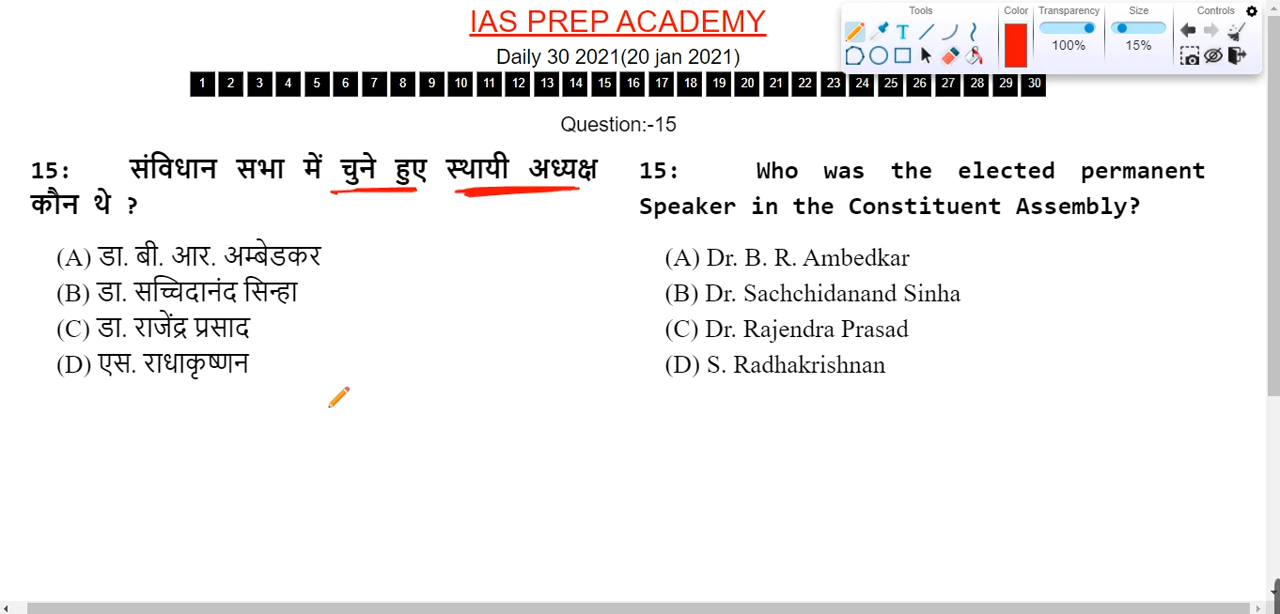 IAS PREP ACADEMY
Daily 30 2021(20 jan 2021)
1 2 3 4 5 6 7 8 9 10 11 12 13 14 15 16 17 18 19 20 21 22 23 24 25 26 27 28 29 30
Tools
Color
Transparency
Size
Controls
T
100%
15%
Question:-15
15: संविधान सभा में चुने हुए स्थायी अध्यक्ष
कौन थे ?
(A) डा. बी. आर. अम्बेडकर
(B) डा. सच्चिदानंद सिन्हा
(C) डा. राजेंद्र प्रसाद
(D) एस. राधाकृष्णन
15: Who was the elected permanent
Speaker in the Constituent Assembly?
(A) Dr. B. R. Ambedkar
(B) Dr. Sachchidanand Sinha
(C) Dr. Rajendra Prasad
(D) S. Radhakrishnan